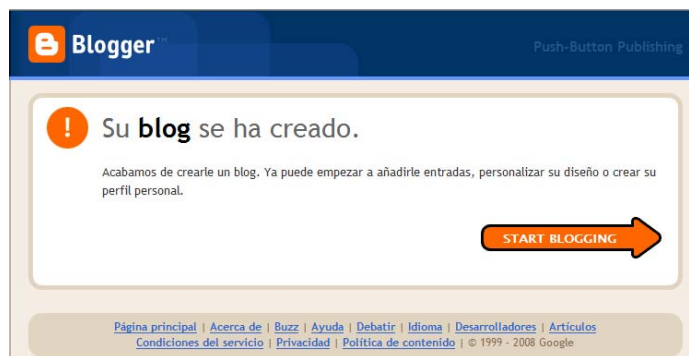 Blogger™
Push-Button Publishing
! Su blog se ha creado.
Acabamos de crearle un blog. Ya puede empezar a añadirle entradas, personalizar su diseño o crear su
perfil personal.
START BLOGGING
Página principal | Acerca de | Buzz | Ayuda | Debatir | Idioma | Desarrolladores | Artículos
Condiciones del servicio | Privacidad | Política de contenido | © 1999 - 2008 Google